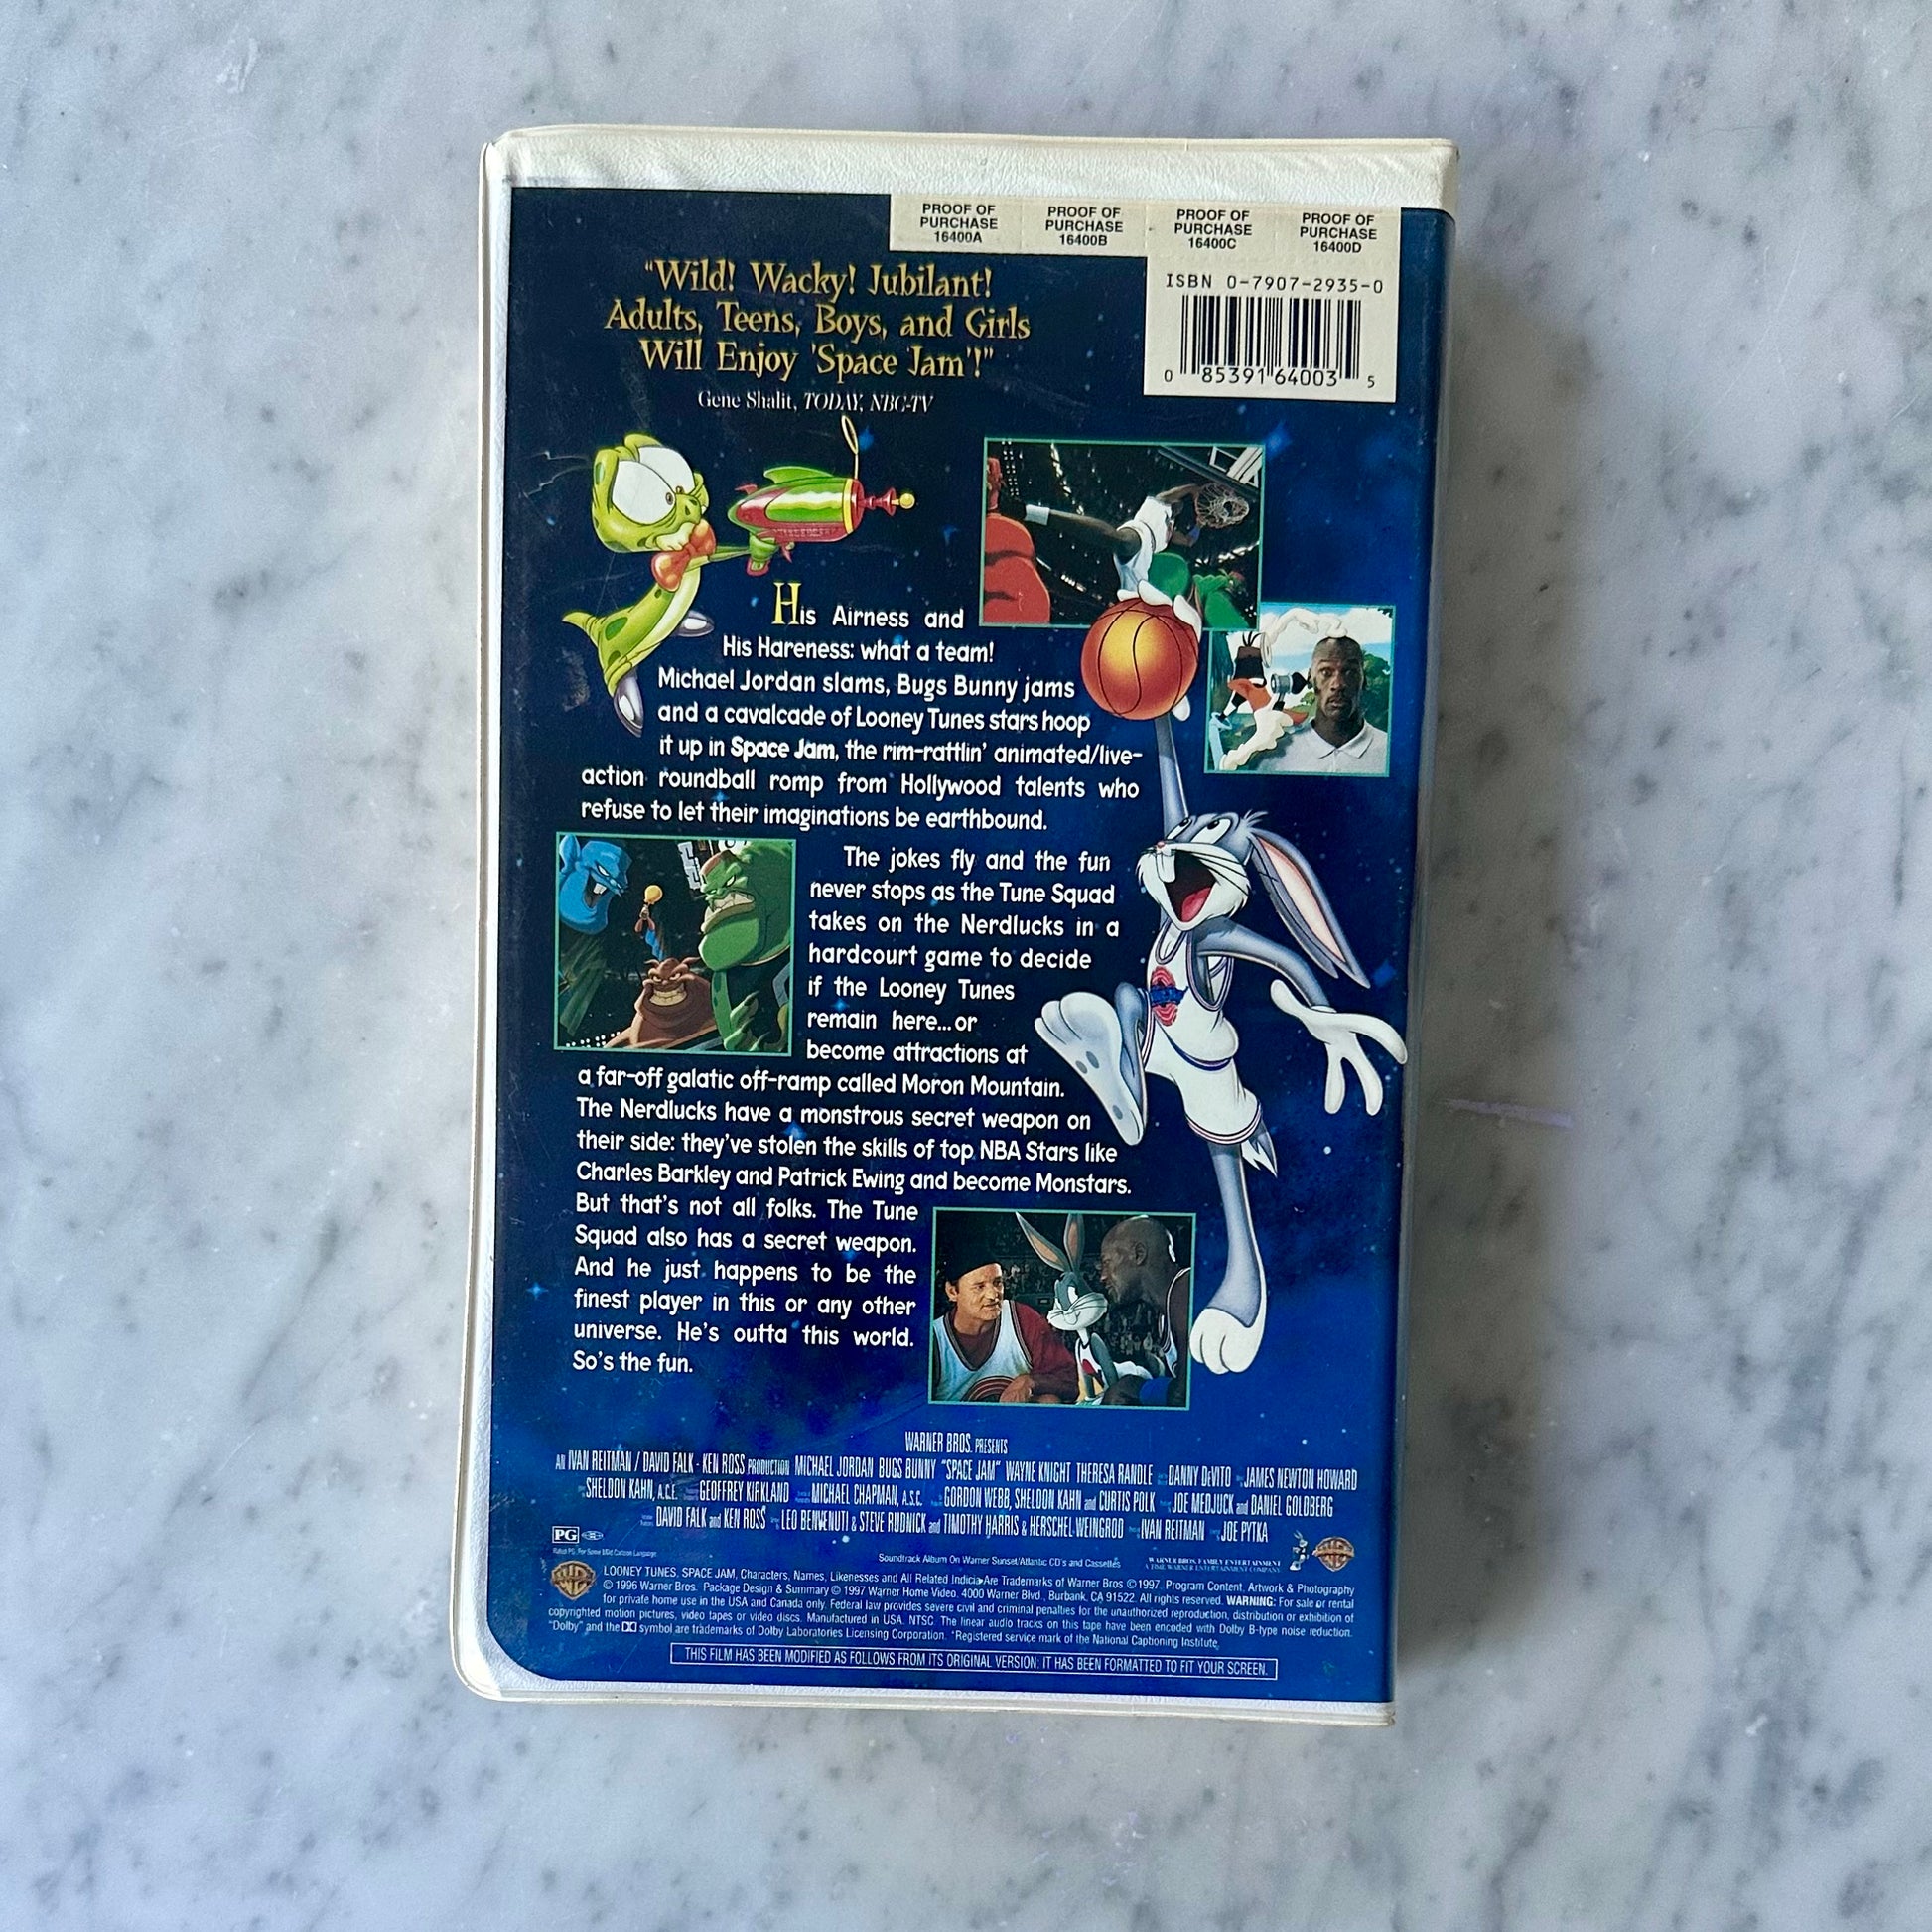 PROOF OF PURCHASE 16400A
PROOF OF PURCHASE 16400B
PROOF OF PURCHASE 16400C
PROOF OF PURCHASE 16400D
ISBN 0-7907-2935-0
0 85391 64003 5
"Wild! Wacky! Jubilant!
Adults, Teens, Boys, and Girls
Will Enjoy 'Space Jam'!"
Gene Shalit, TODAY, NBC-TV
His Airness and
His Hareness: what a team!
Michael Jordan slams, Bugs Bunny jams
and a cavalcade of Looney Tunes stars hoop
it up in Space Jam, the rim-rattlin' animated/live-
action roundball romp from Hollywood talents who
refuse to let their imaginations be earthbound.
The jokes fly and the fun
never stops as the Tune Squad
takes on the Nerdlucks in a
hardcourt game to decide
if the Looney Tunes
remain here...or
become attractions at
a far-off galatic off-ramp called Moron Mountain.
The Nerdlucks have a monstrous secret weapon on
their side: they've stolen the skills of top NBA Stars like
Charles Barkley and Patrick Ewing and become Monstars.
But that's not all folks. The Tune
Squad also has a secret weapon.
And he just happens to be the
finest player in this or any other
universe. He's outta this world.
So's the fun.
WARNER BROS. PRESENTS
AN IVAN REITMAN / DAVID FALK - KEN ROSS PRODUCTION MICHAEL JORDAN BUGS BUNNY "SPACE JAM" WAYNE KNIGHT THERESA RANDLE DANNY DeVITO JAMES NEWTON HOWARD
SHELDON KAHN, A.C.E. GEOFFREY KIRKLAND MICHAEL CHAPMAN, A.S.C. GORDON WEBB, SHELDON KAHN and CURTIS POLK JOE MEDJUCK and DANIEL GOLDBERG
DAVID FALK and KEN ROSS LEO BENVENUTI & STEVE RUDNICK and TIMOTHY HARRIS & HERSCHEL WEINGROD IVAN REITMAN JOE PYTKA
PG
Rated PG: For Some Mild Cartoon Language.
Soundtrack Album On Warner Sunset/Atlantic CD's and Cassettes
WARNER BROS. FAMILY ENTERTAINMENT
A TIME WARNER ENTERTAINMENT COMPANY
LOONEY TUNES, SPACE JAM, Characters, Names, Likenesses and All Related Indicia Are Trademarks of Warner Bros ©1997. Program Content, Artwork & Photography
© 1996 Warner Bros. Package Design & Summary © 1997 Warner Home Video. 4000 Warner Blvd., Burbank, CA 91522. All rights reserved. WARNING: For sale or rental
for private home use in the USA and Canada only. Federal law provides severe civil and criminal penalties for the unauthorized reproduction, distribution or exhibition of
copyrighted motion pictures, video tapes or video discs. Manufactured in USA. NTSC. The linear audio tracks on this tape have been encoded with Dolby B-type noise reduction.
"Dolby" and the symbol are trademarks of Dolby Laboratories Licensing Corporation. *Registered service mark of the National Captioning Institute.
THIS FILM HAS BEEN MODIFIED AS FOLLOWS FROM ITS ORIGINAL VERSION: IT HAS BEEN FORMATTED TO FIT YOUR SCREEN.